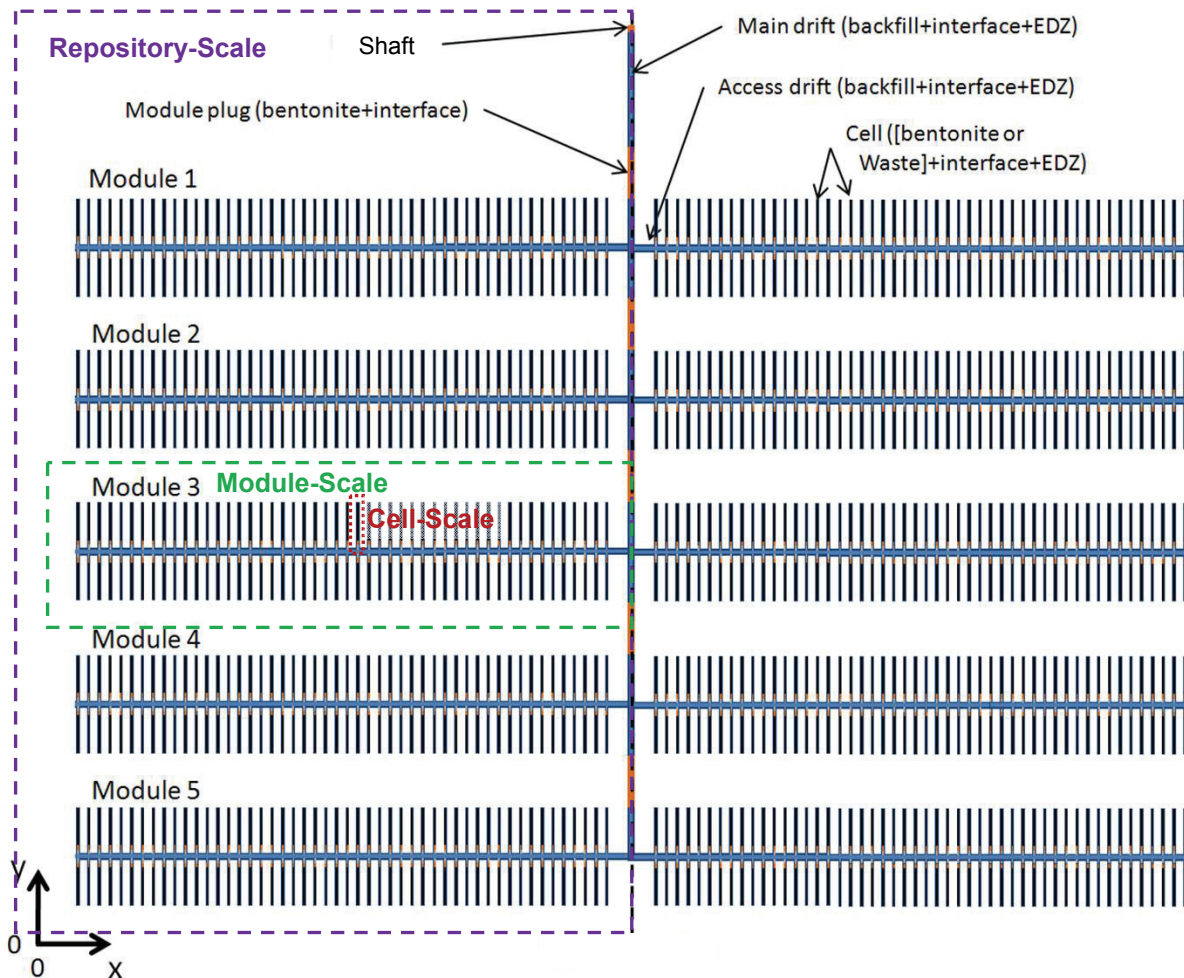 Repository-Scale
Shaft
Main drift (backfill+interface+EDZ)
Access drift (backfill+interface+EDZ)
Module plug (bentonite+interface)
Cell ([bentonite or
Waste]+interface+EDZ)
Module 1
Module 2
Module-Scale
Module 3
Cell-Scale
Module 4
Module 5
y
0
0
x